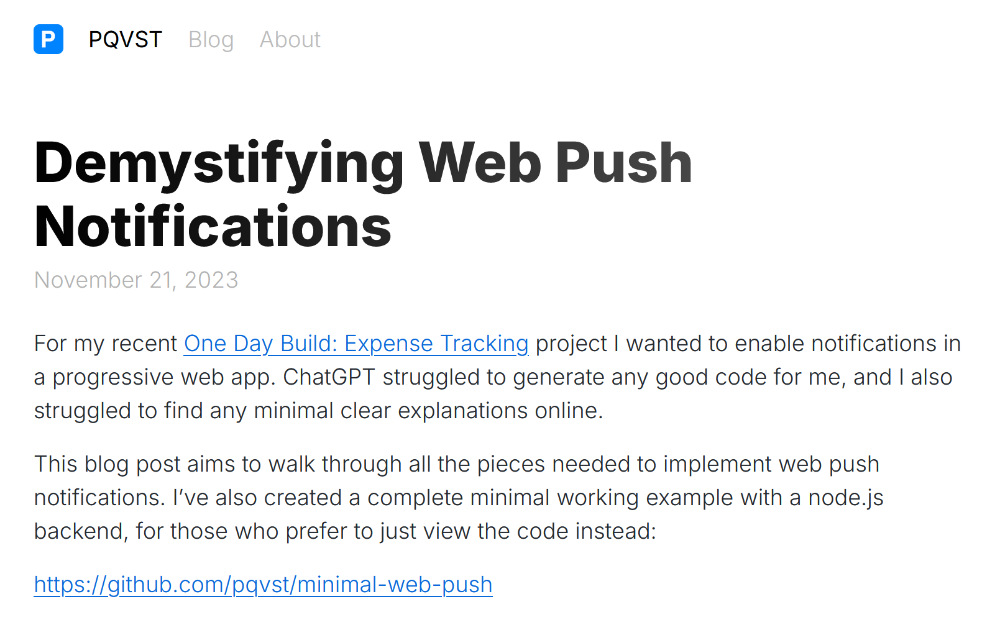 P PQVST Blog About
Demystifying Web Push
Notifications
November 21, 2023
For my recent One Day Build: Expense Tracking project I wanted to enable notifications in
a progressive web app. ChatGPT struggled to generate any good code for me, and I also
struggled to find any minimal clear explanations online.
This blog post aims to walk through all the pieces needed to implement web push
notifications. I’ve also created a complete minimal working example with a node.js
backend, for those who prefer to just view the code instead:
https://github.com/pqvst/minimal-web-push